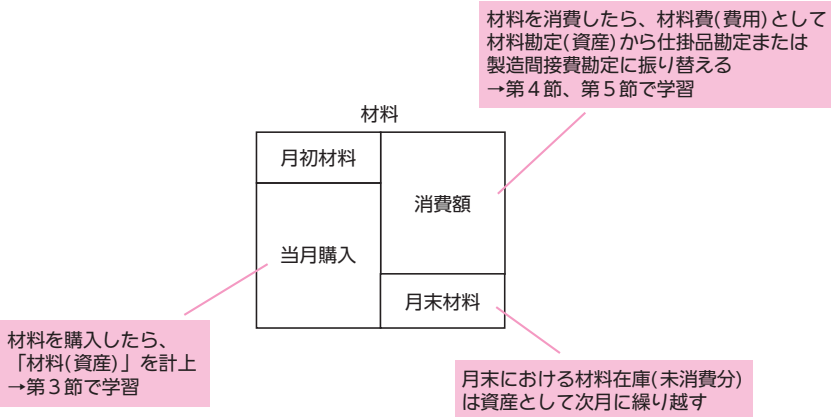 材料を消費したら、材料費(費用)として
材料勘定(資産)から仕掛品勘定または
製造間接費勘定に振り替える
→第4節、第5節で学習
材料
月初材料
消費額
当月購入
月末材料
材料を購入したら、
「材料(資産)」を計上
→第3節で学習
月末における材料在庫(未消費分)
は資産として次月に繰り越す